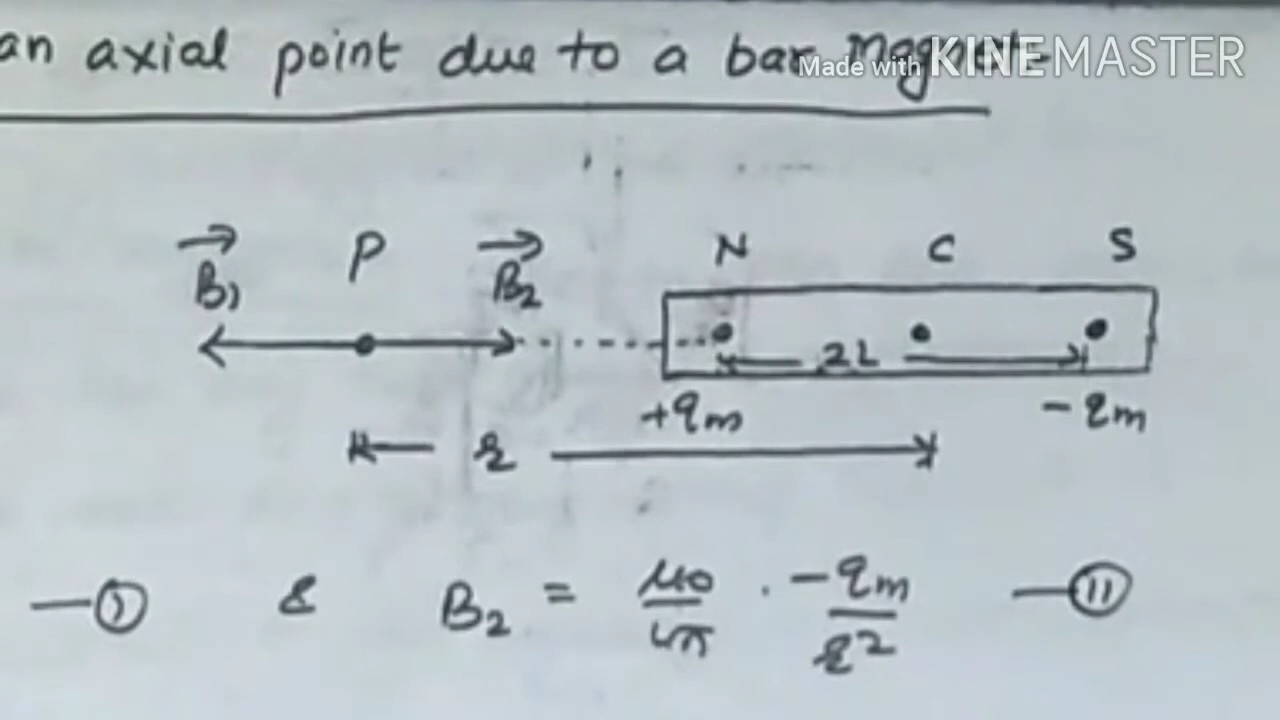 an axial point due to a bar magnet.
Made with KINEMASTER
B₁ P B₂ N C S
2L
+qm -qm
r
—(I) & B₂ = μ₀/4π · -qm/r² —(II)